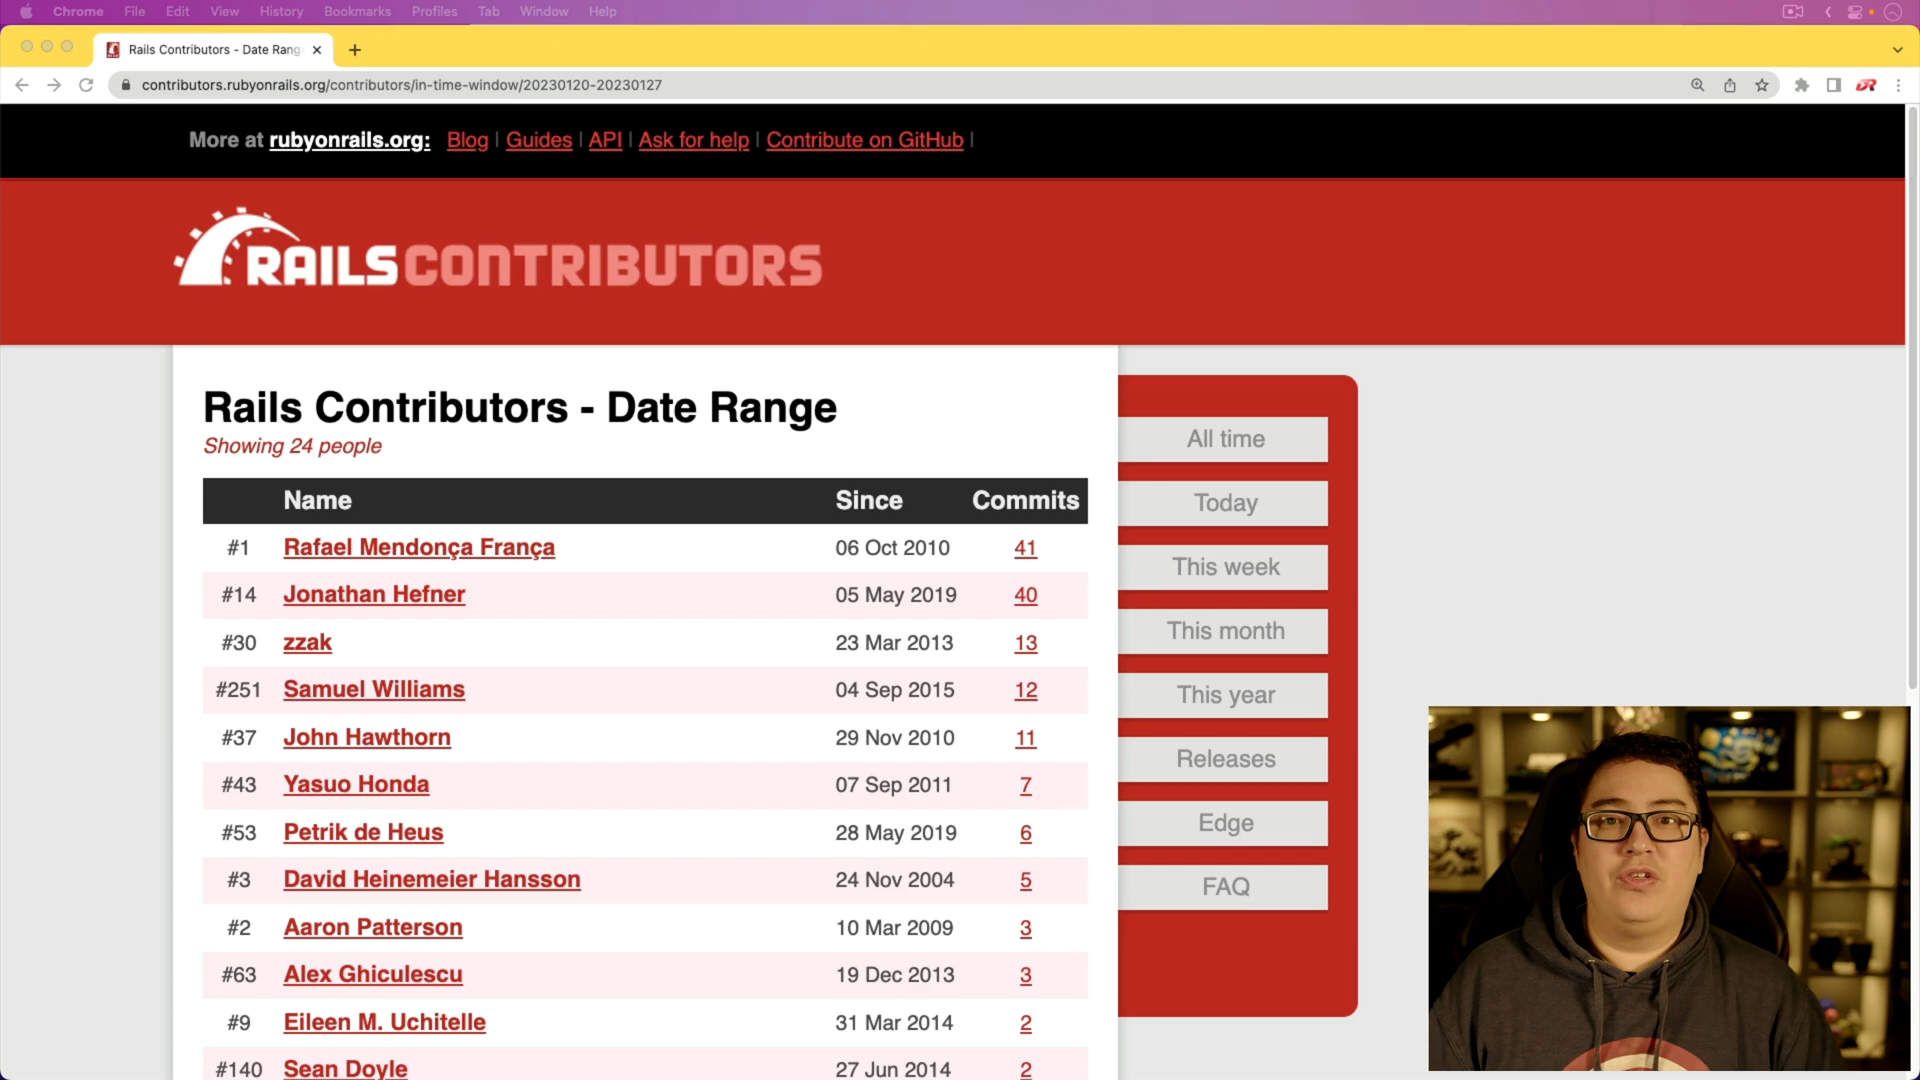 Chrome File Edit View History Bookmarks Profiles Tab Window Help
Rails Contributors - Date Rang
contributors.rubyonrails.org/contributors/in-time-window/20230120-20230127
More at rubyonrails.org: Blog | Guides | API | Ask for help | Contribute on GitHub |
RAILS CONTRIBUTORS
Rails Contributors - Date Range
Showing 24 people
Name Since Commits
#1 Rafael Mendonça França 06 Oct 2010 41
#14 Jonathan Hefner 05 May 2019 40
#30 zzak 23 Mar 2013 13
#251 Samuel Williams 04 Sep 2015 12
#37 John Hawthorn 29 Nov 2010 11
#43 Yasuo Honda 07 Sep 2011 7
#53 Petrik de Heus 28 May 2019 6
#3 David Heinemeier Hansson 24 Nov 2004 5
#2 Aaron Patterson 10 Mar 2009 3
#63 Alex Ghiculescu 19 Dec 2013 3
#9 Eileen M. Uchitelle 31 Mar 2014 2
#140 Sean Doyle 27 Jun 2014 2
All time
Today
This week
This month
This year
Releases
Edge
FAQ